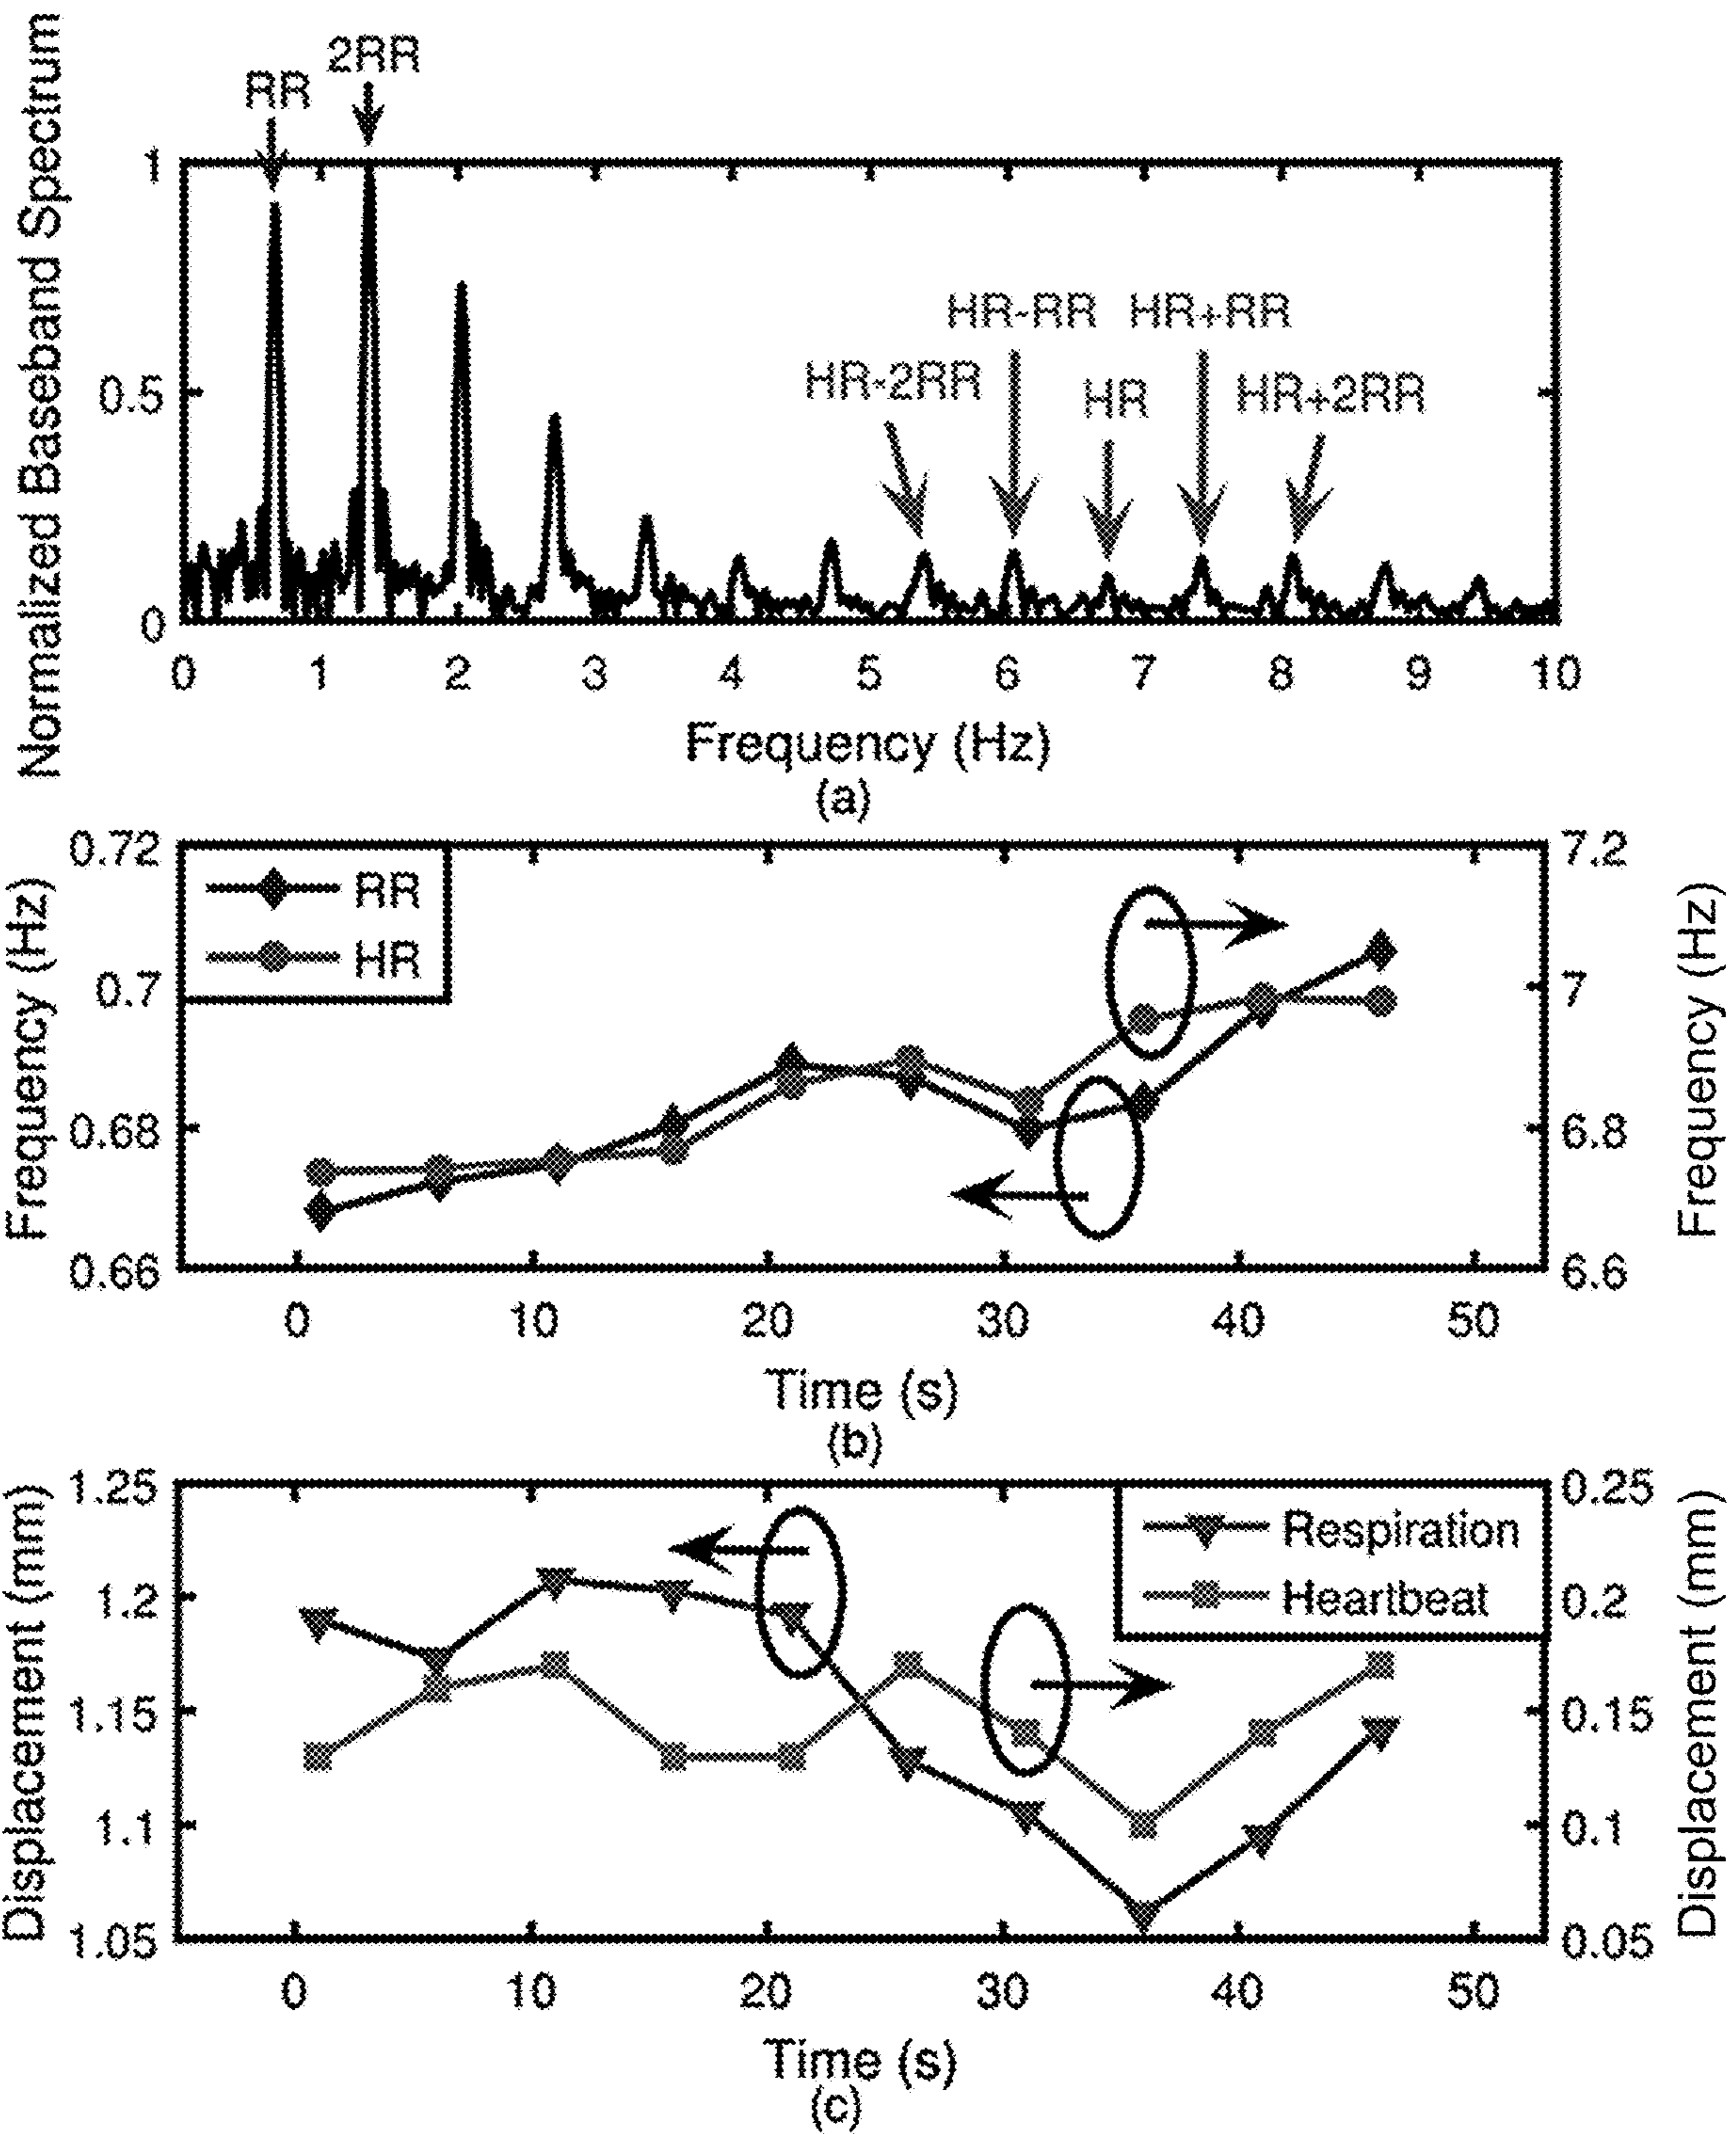 Normalized Baseband Spectrum
RR
2RR
HR-2RR
HR-RR
HR
HR+RR
HR+2RR
1
0.5
0
0 1 2 3 4 5 6 7 8 9 10
Frequency (Hz)
(a)
Frequency (Hz)
0.72
0.7
0.68
0.66
RR
HR
7.2
7
6.8
6.6
Frequency (Hz)
0 10 20 30 40 50
Time (s)
(b)
Displacement (mm)
1.25
1.2
1.15
1.1
1.05
Respiration
Heartbeat
0.25
0.2
0.15
0.1
0.05
Displacement (mm)
0 10 20 30 40 50
Time (s)
(c)